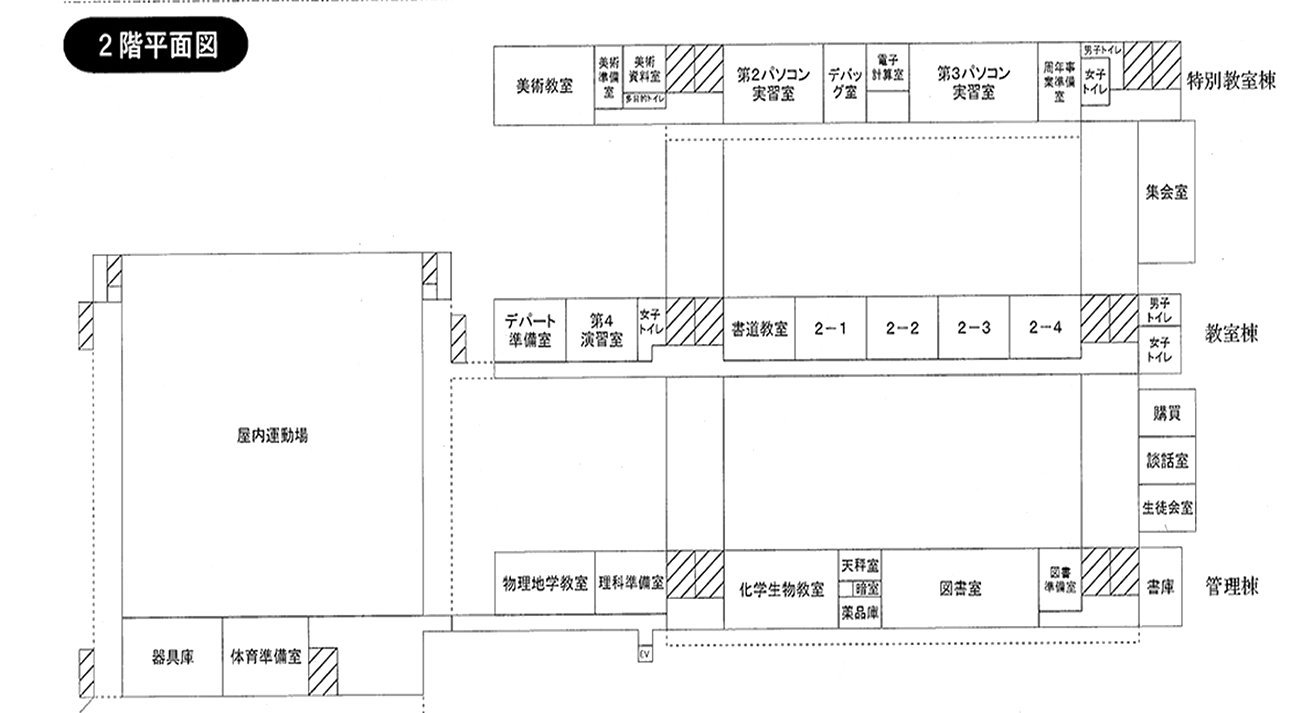 2階平面図
美術教室
美術
準備
室
美術
資料室
多目的トイレ
第2パソコン
実習室
デバッ
グ室
電子
計算室
第3パソコン
実習室
周年事
業準備
室
男子トイレ
女子
トイレ
特別教室棟
集会室
屋内運動場
デパート
準備室
第4
演習室
女子
トイレ
書道教室
2−1
2−2
2−3
2−4
男子
トイレ
女子
トイレ
教室棟
購買
談話室
生徒会室
物理地学教室
理科準備室
化学生物教室
天秤室
暗室
薬品庫
図書室
図書
準備室
書庫
管理棟
器具庫
体育準備室
EV